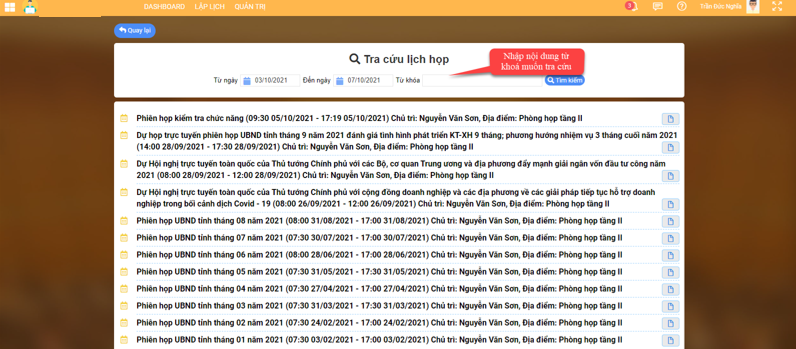 DASHBOARD LẬP LỊCH QUẢN TRỊ
3
Trần Đức Nghĩa
Quay lại
Tra cứu lịch họp
Nhập nội dung từ
khoá muốn tra cứu
Từ ngày 03/10/2021 Đến ngày 07/10/2021 Từ khóa Tìm kiếm
Phiên họp kiểm tra chức năng (09:30 05/10/2021 - 17:19 05/10/2021) Chủ trì: Nguyễn Văn Sơn, Địa điểm: Phòng họp tầng II
Dự họp trực tuyến phiên họp UBND tỉnh tháng 9 năm 2021 đánh giá tình hình phát triển KT-XH 9 tháng; phương hướng nhiệm vụ 3 tháng cuối năm 2021
(14:00 28/09/2021 - 17:30 28/09/2021) Chủ trì: Nguyễn Văn Sơn, Địa điểm: Phòng họp tầng II
Dự Hội nghị trực tuyến toàn quốc của Thủ tướng Chính phủ với các Bộ, cơ quan Trung ương và địa phương đẩy mạnh giải ngân vốn đầu tư công năm
2021 (08:00 28/09/2021 - 12:00 28/09/2021) Chủ trì: Nguyễn Văn Sơn, Địa điểm: Phòng họp tầng II
Dự Hội nghị trực tuyến toàn quốc của Thủ tướng Chính phủ với cộng đồng doanh nghiệp và các địa phương về các giải pháp tiếp tục hỗ trợ doanh
nghiệp trong bối cảnh dịch Covid - 19 (08:00 26/09/2021 - 12:00 26/09/2021) Chủ trì: Nguyễn Văn Sơn, Địa điểm: Phòng họp tầng II
Phiên họp UBND tỉnh tháng 08 năm 2021 (08:00 31/08/2021 - 17:00 31/08/2021) Chủ trì: Nguyễn Văn Sơn, Địa điểm: Phòng họp tầng II
Phiên họp UBND tỉnh tháng 07 năm 2021 (07:30 30/07/2021 - 17:00 30/07/2021) Chủ trì: Nguyễn Văn Sơn, Địa điểm: Phòng họp tầng II
Phiên họp UBND tỉnh tháng 06 năm 2021 (08:00 28/06/2021 - 17:00 28/06/2021) Chủ trì: Nguyễn Văn Sơn, Địa điểm: Phòng họp tầng II
Phiên họp UBND tỉnh tháng 05 năm 2021 (07:30 31/05/2021 - 17:30 31/05/2021) Chủ trì: Nguyễn Văn Sơn, Địa điểm: Phòng họp tầng II
Phiên họp UBND tỉnh tháng 04 năm 2021 (07:30 27/04/2021 - 17:00 27/04/2021) Chủ trì: Nguyễn Văn Sơn, Địa điểm: Phòng họp tầng II
Phiên họp UBND tỉnh tháng 03 năm 2021 (07:30 31/03/2021 - 17:30 31/03/2021) Chủ trì: Nguyễn Văn Sơn, Địa điểm: Phòng họp tầng II
Phiên họp UBND tỉnh tháng 02 năm 2021 (07:30 24/02/2021 - 17:00 24/02/2021) Chủ trì: Nguyễn Văn Sơn, Địa điểm: Phòng họp tầng II
Phiên họp UBND tỉnh tháng 01 năm 2021 (07:30 03/02/2021 - 17:00 03/02/2021) Chủ trì: Nguyễn Văn Sơn, Địa điểm: Phòng họp tầng II